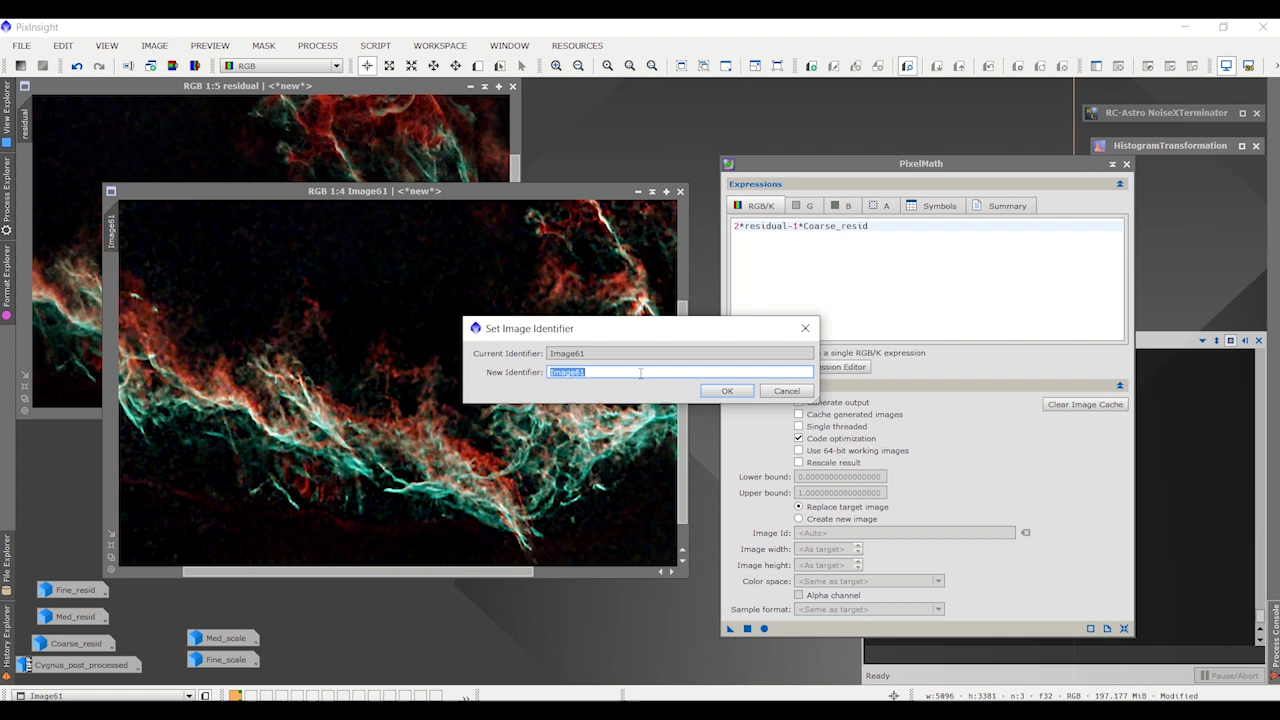 PixInsight
FILE EDIT VIEW IMAGE PREVIEW MASK PROCESS SCRIPT WORKSPACE WINDOW RESOURCES
RGB
RGB 1:5 residual | <*new*>
residual
View Explorer
Process Explorer
Format Explorer
File Explorer
History Explorer
RC-Astro NoiseXTerminator
HistogramTransformation
RGB 1:4 Image61 | <*new*>
Image61
PixelMath
Expressions
RGB/K G B A Symbols Summary
2*residual-1*Coarse_resid
Set Image Identifier
Current Identifier: Image61
New Identifier: Image61
OK Cancel
a single RGB/K expression
ssion Editor
Generate output
Clear Image Cache
Cache generated images
Single threaded
Code optimization
Use 64-bit working images
Rescale result
Lower bound: 0.0000000000000000
Upper bound: 1.0000000000000000
Replace target image
Create new image
Image Id: <Auto>
Image width: <As target>
Image height: <As target>
Color space: <Same as target>
Alpha channel
Sample format: <Same as target>
Fine_resid
Med_resid
Coarse_resid
Cygnus_post_processed
Med_scale
Fine_scale
Process Console
Ready
Pause/Abort
Image61
w:5096 · h:3381 · n:3 · f32 · RGB · 197.177 MiB · Modified